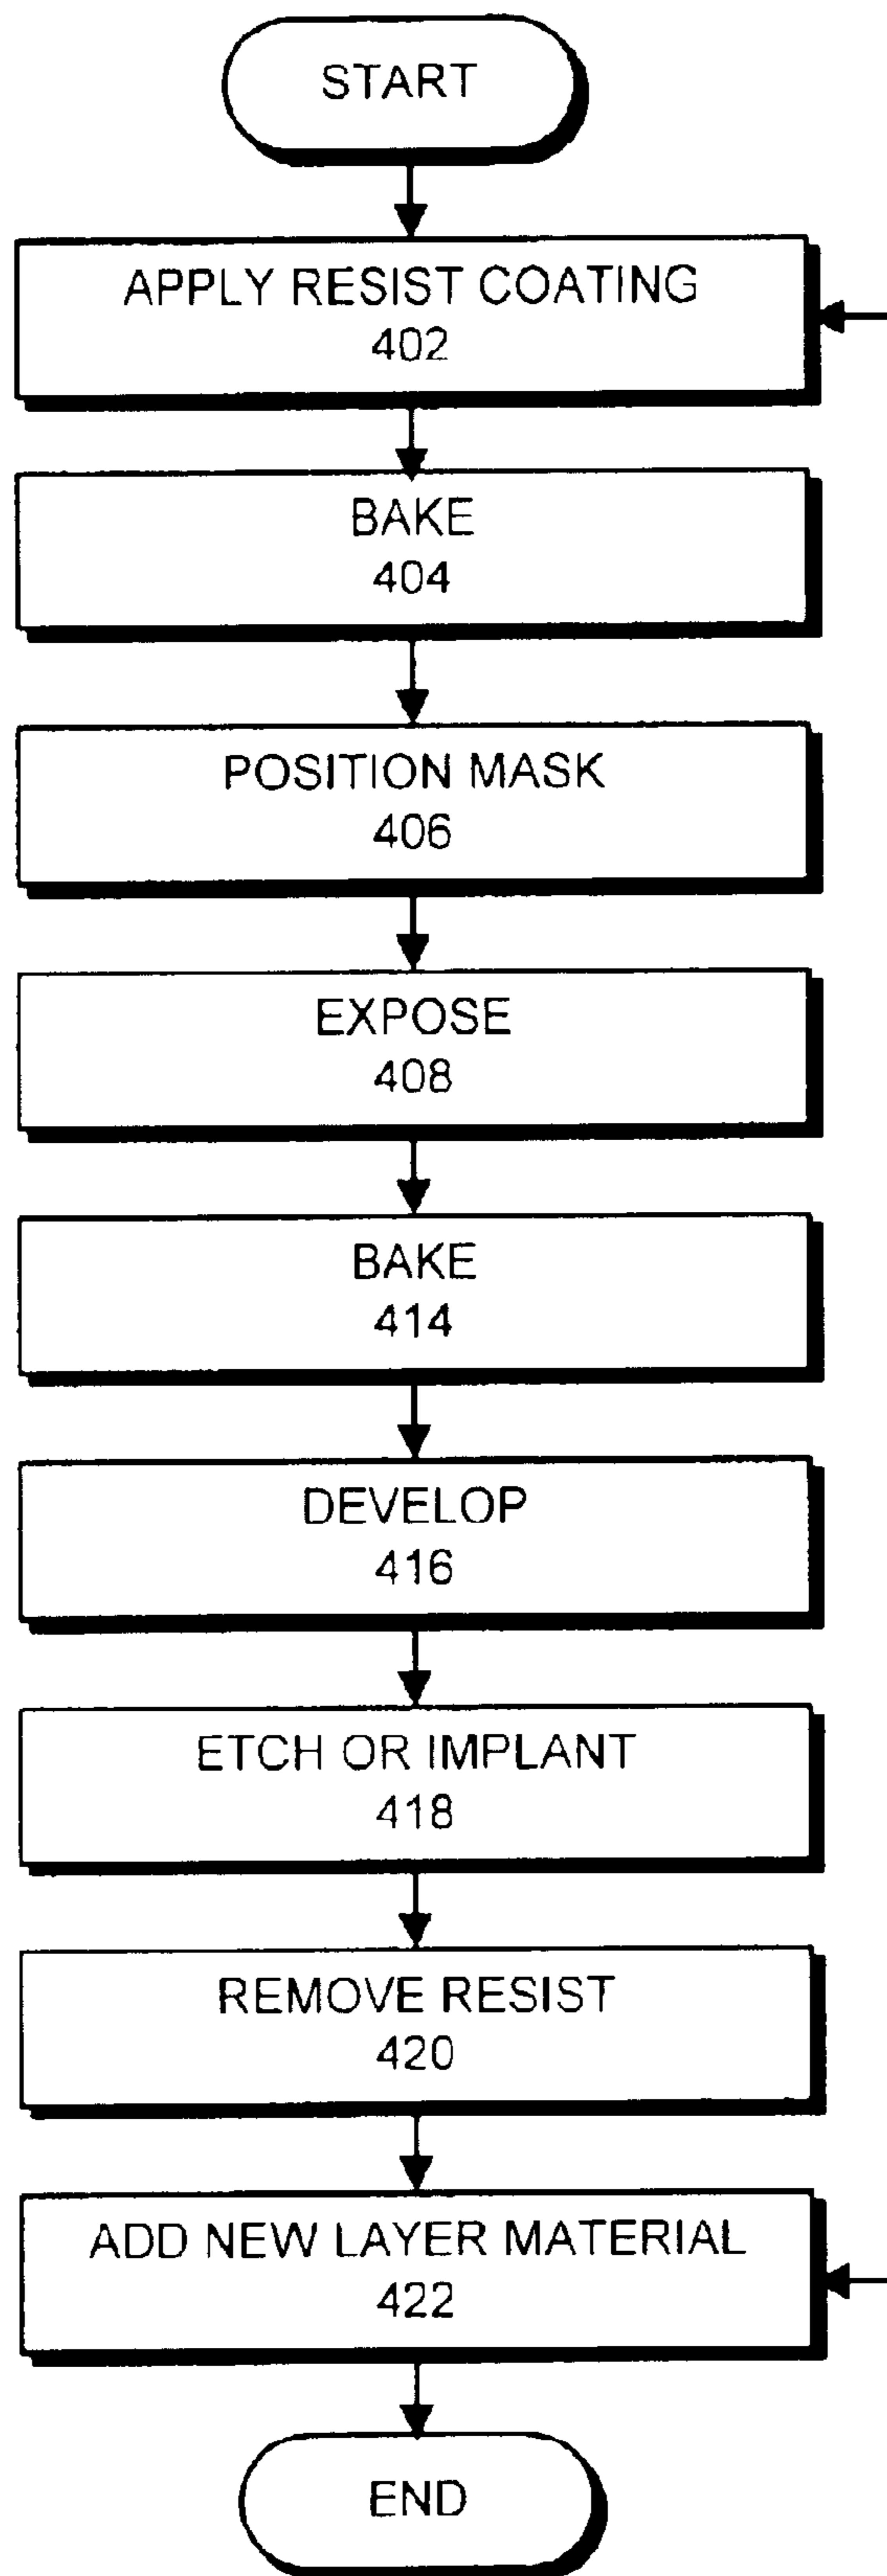 START
APPLY RESIST COATING
402
BAKE
404
POSITION MASK
406
EXPOSE
408
BAKE
414
DEVELOP
416
ETCH OR IMPLANT
418
REMOVE RESIST
420
ADD NEW LAYER MATERIAL
422
END